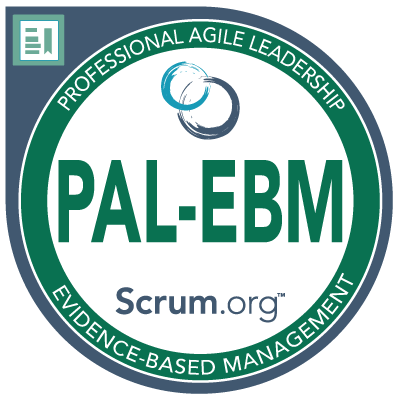 PROFESSIONAL AGILE LEADERSHIP
PAL-EBM
Scrum.org™
EVIDENCE-BASED MANAGEMENT